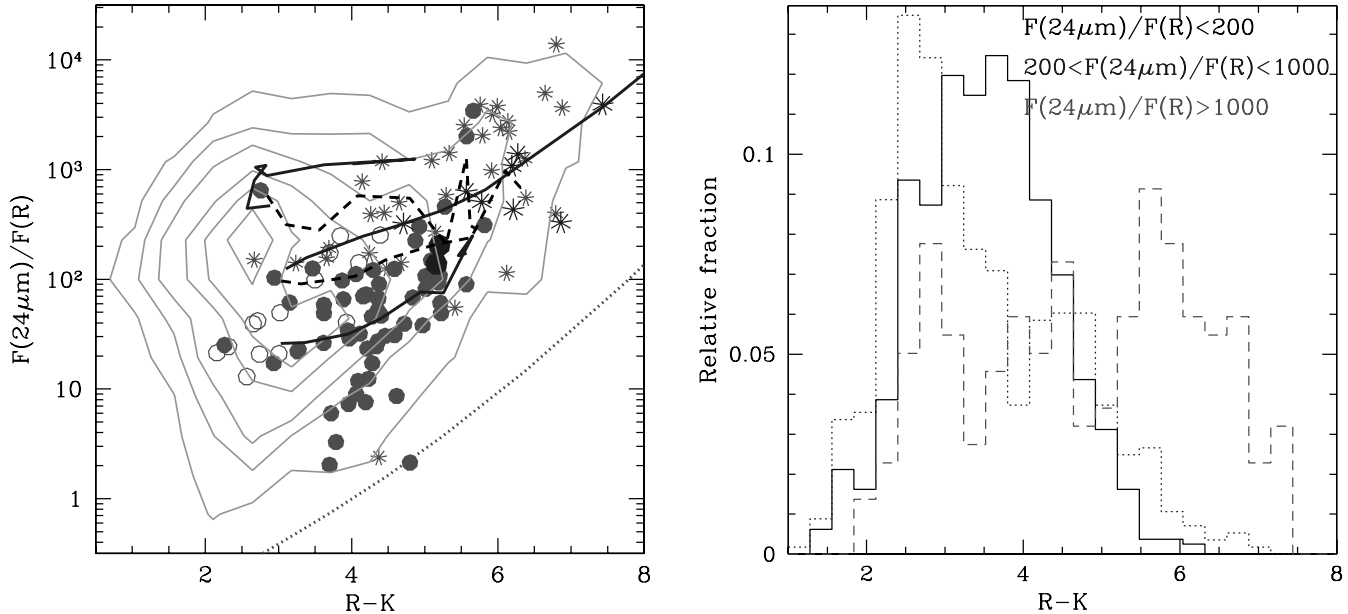 10⁴
10³
10²
10
1
F(24μm)/F(R)
2
4
6
8
R−K
F(24μm)/F(R)<200
200<F(24μm)/F(R)<1000
F(24μm)/F(R)>1000
0.1
0.05
0
Relative fraction
2
4
6
8
R−K